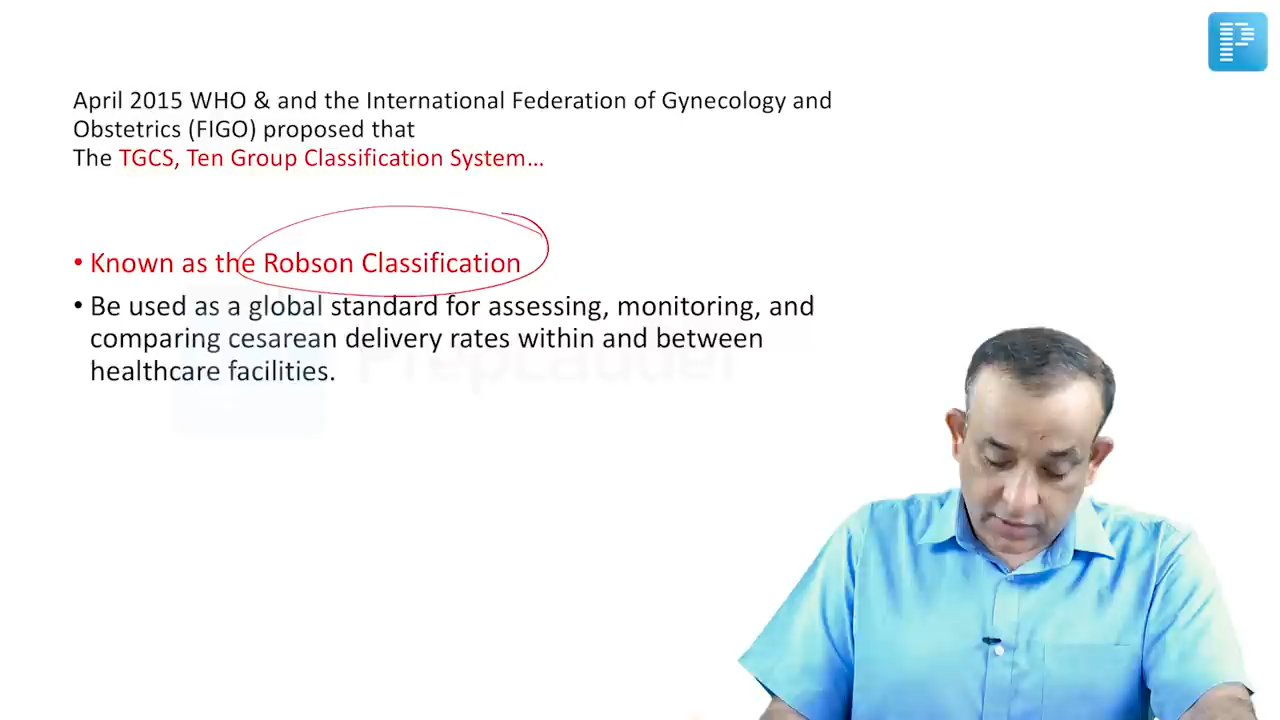 April 2015 WHO & and the International Federation of Gynecology and
Obstetrics (FIGO) proposed that
The TGCS, Ten Group Classification System...
• Known as the Robson Classification
• Be used as a global standard for assessing, monitoring, and
comparing cesarean delivery rates within and between
healthcare facilities.
PrepLadder